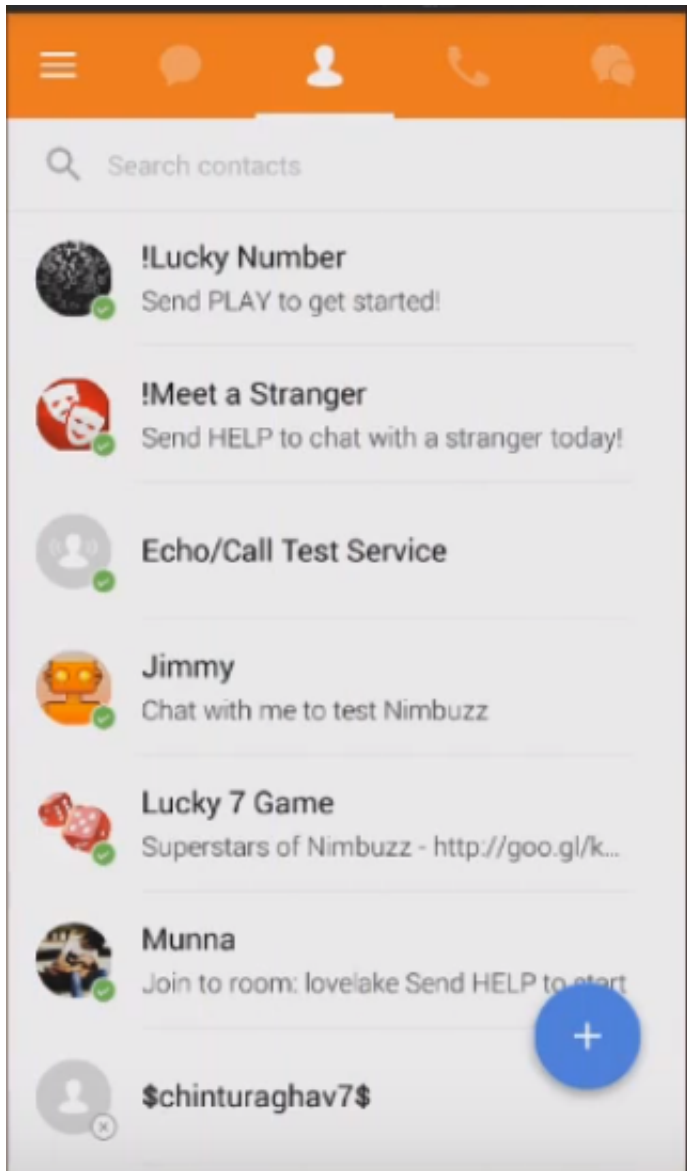 Search contacts
!Lucky Number
Send PLAY to get started!
!Meet a Stranger
Send HELP to chat with a stranger today!
Echo/Call Test Service
Jimmy
Chat with me to test Nimbuzz
Lucky 7 Game
Superstars of Nimbuzz - http://goo.gl/k...
Munna
Join to room: lovelake Send HELP to start
$chinturaghav7$